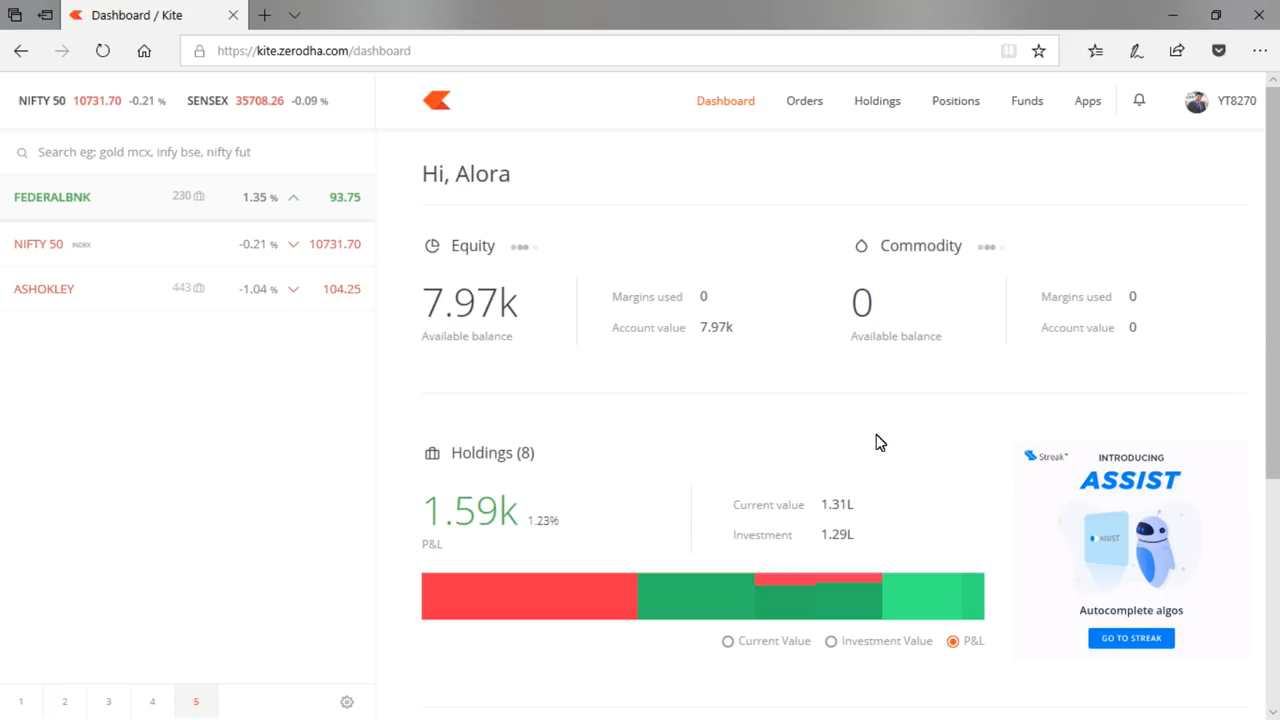 Dashboard / Kite
https://kite.zerodha.com/dashboard
NIFTY 50 10731.70 -0.21 % SENSEX 35708.26 -0.09 %
Dashboard Orders Holdings Positions Funds Apps YT8270
Search eg: gold mcx, infy bse, nifty fut
Hi, Alora
FEDERALBNK 230 1.35 % 93.75
NIFTY 50 INDEX -0.21 % 10731.70
ASHOKLEY 443 -1.04 % 104.25
Equity
7.97k
Available balance
Margins used 0
Account value 7.97k
Commodity
0
Available balance
Margins used 0
Account value 0
Holdings (8)
1.59k 1.23%
P&L
Current value 1.31L
Investment 1.29L
Current Value Investment Value P&L
Streak™
INTRODUCING
ASSIST
ASSIST
Autocomplete algos
GO TO STREAK
1 2 3 4 5